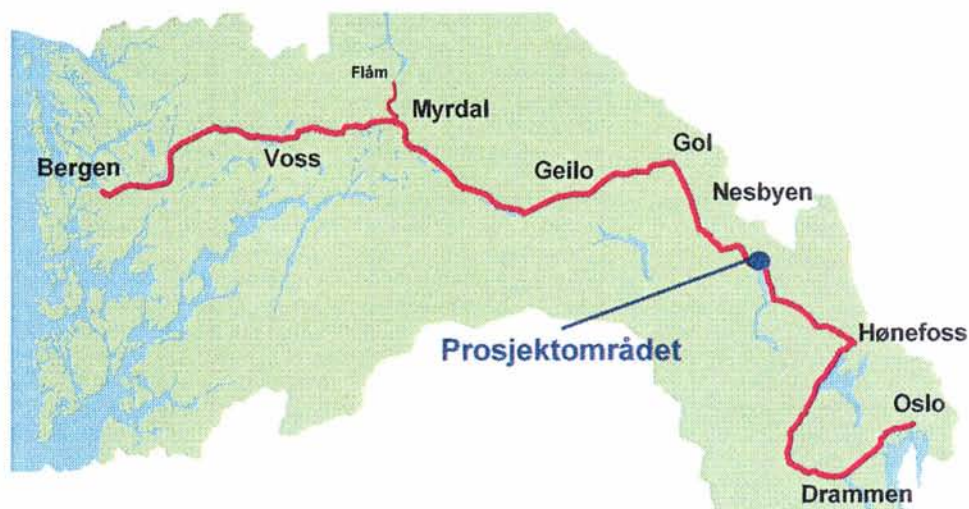 Flåm
Myrdal
Gol
Bergen
Voss
Geilo
Nesbyen
Prosjektområdet
Hønefoss
Oslo
Drammen